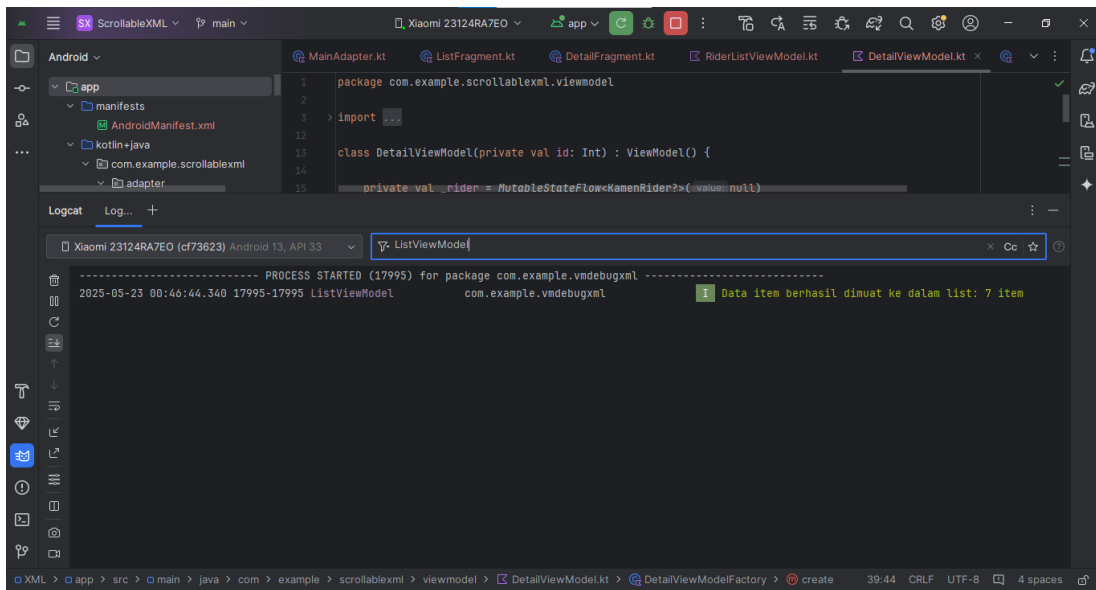 SX ScrollableXML main Xiaomi 23124RA7EO app
Android
MainAdapter.kt ListFragment.kt DetailFragment.kt RiderListViewModel.kt DetailViewModel.kt
app
manifests
AndroidManifest.xml
kotlin+java
com.example.scrollablexml
adapter
1 package com.example.scrollablexml.viewmodel
2
3 import ...
12
13 class DetailViewModel(private val id: Int) : ViewModel() {
14
15 private val _rider = MutableStateFlow<KamenRider?>( value: null)
Logcat Log... +
Xiaomi 23124RA7EO (cf73623) Android 13, API 33 ListViewModel Cc
---------------------------- PROCESS STARTED (17995) for package com.example.vmdebugxml ----------------------------
2025-05-23 00:46:44.340 17995-17995 ListViewModel com.example.vmdebugxml I Data item berhasil dimuat ke dalam list: 7 item
XML > app > src > main > java > com > example > scrollablexml > viewmodel > DetailViewModel.kt > DetailViewModelFactory > create 39:44 CRLF UTF-8 4 spaces